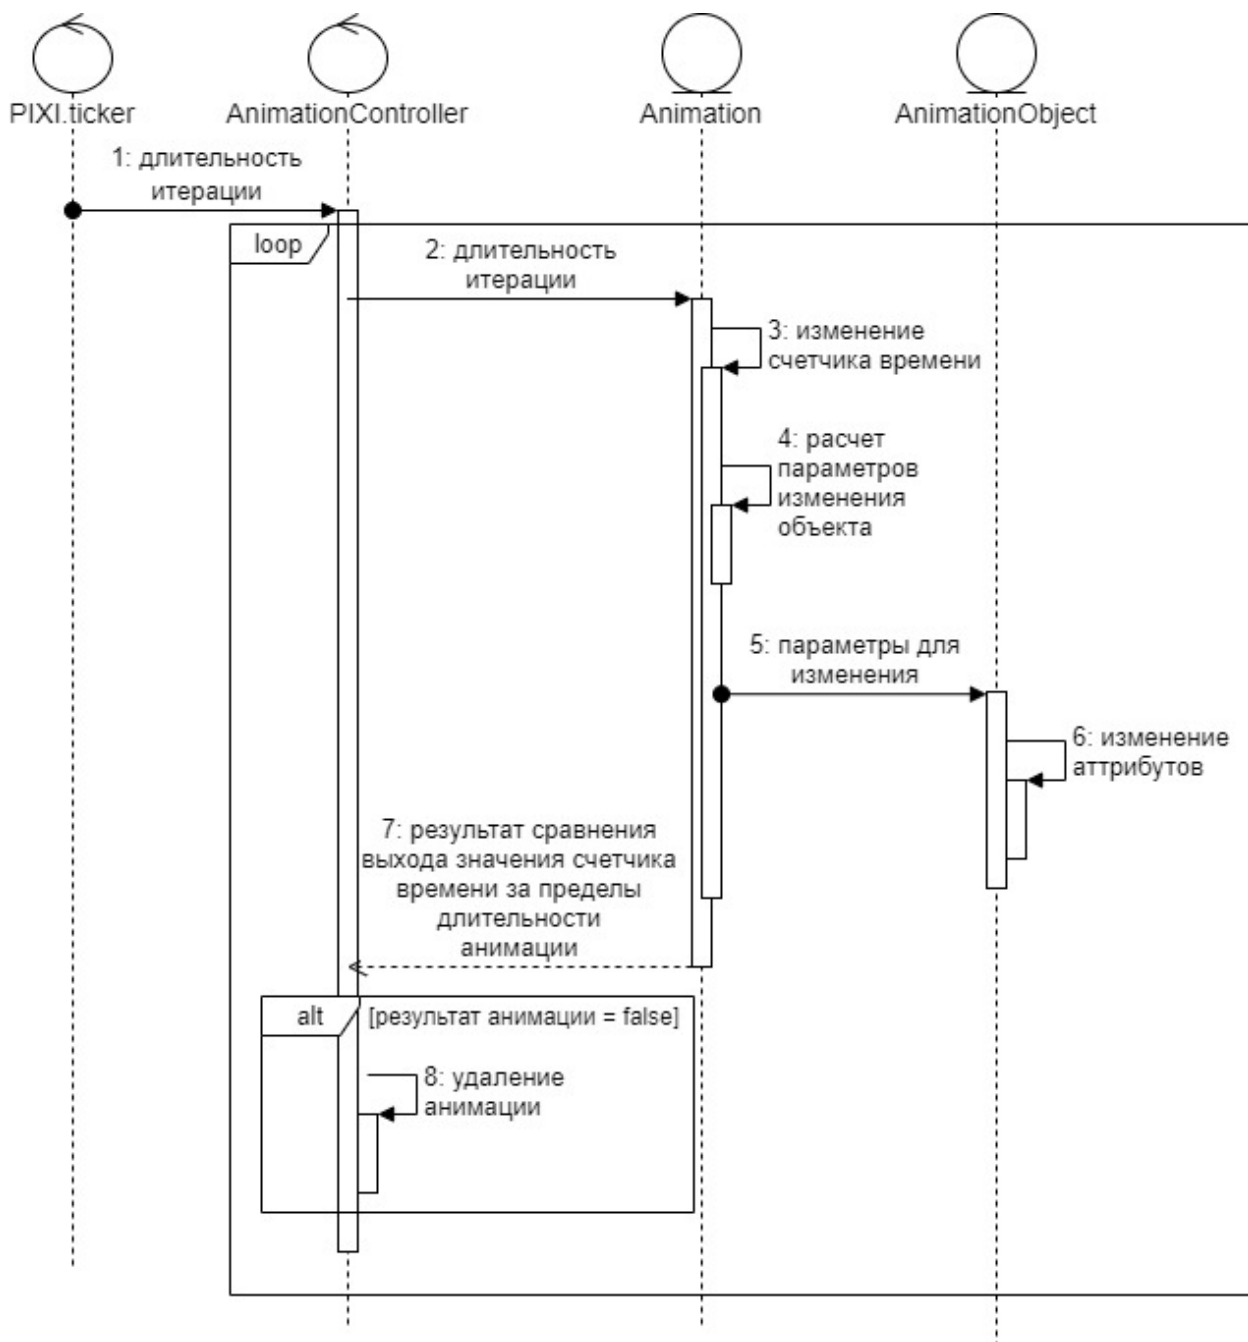 PIXI.ticker
AnimationController
Animation
AnimationObject
1: длительность
итерации
loop
2: длительность
итерации
3: изменение
счетчика времени
4: расчет
параметров
изменения
объекта
5: параметры для
изменения
6: изменение
аттрибутов
7: результат сравнения
выхода значения счетчика
времени за пределы
длительности
анимации
alt
[результат анимации = false]
8: удаление
анимации